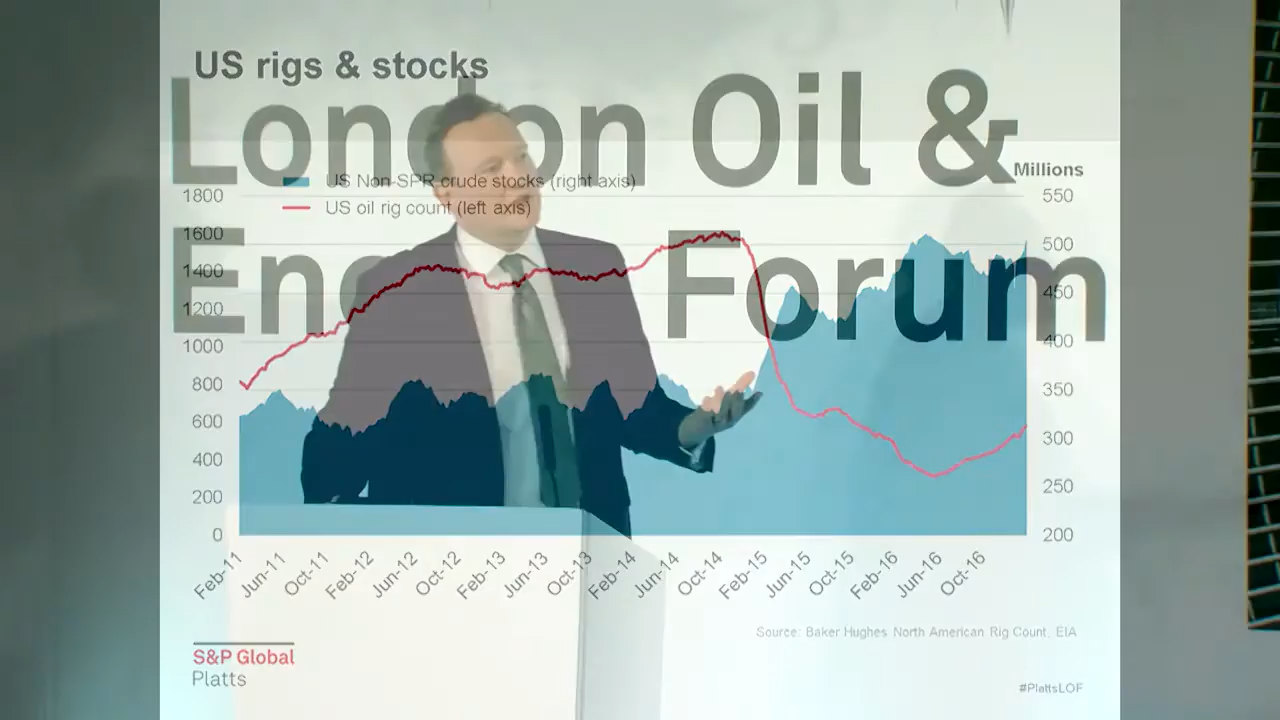 US rigs & stocks
London Oil &
Forum
Millions
US Non-SPR crude stocks (right axis)
US oil rig count (left axis)
1800
1600
1400
1200
1000
800
600
400
200
0
550
500
450
400
350
300
250
200
Feb-11
Jun-11
Oct-11
Feb-12
Jun-12
Oct-12
Feb-13
Jun-13
Oct-13
Feb-14
Jun-14
Oct-14
Feb-15
Jun-15
Oct-15
Feb-16
Jun-16
Oct-16
Source: Baker Hughes North American Rig Count, EIA
S&P Global
Platts
#PlattsLOF